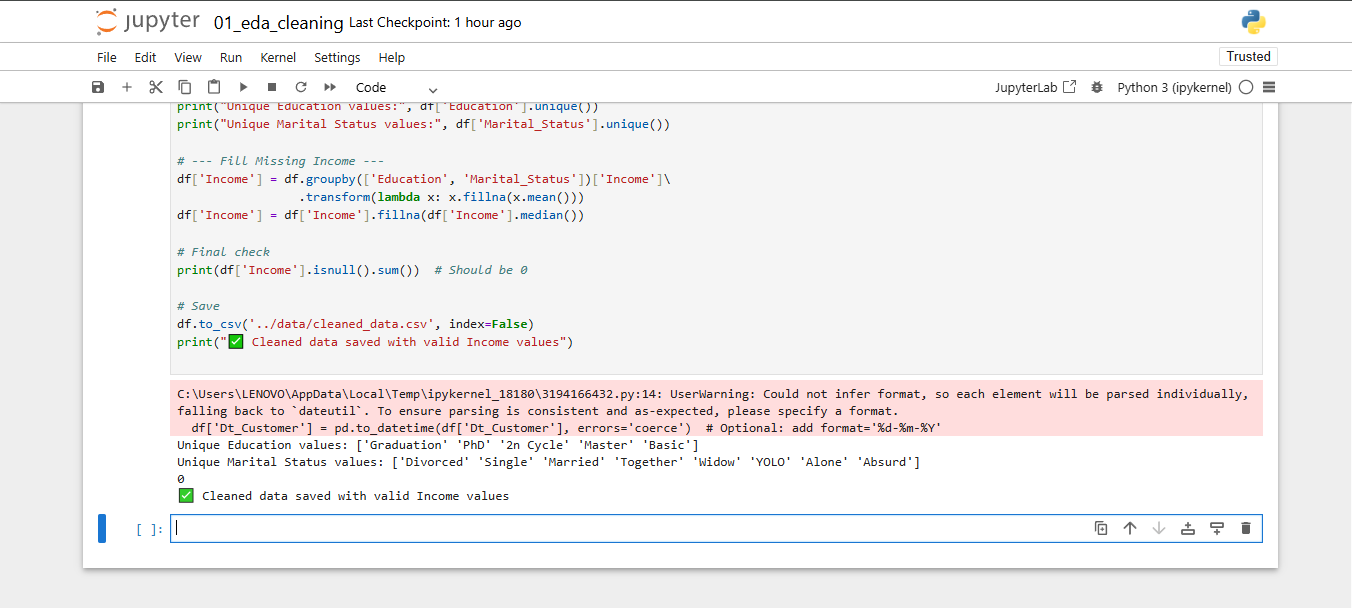 jupyter 01_eda_cleaning Last Checkpoint: 1 hour ago
File Edit View Run Kernel Settings Help Trusted
Code JupyterLab Python 3 (ipykernel)
print("Unique Education values:", df['Education'].unique())
print("Unique Marital Status values:", df['Marital_Status'].unique())
# --- Fill Missing Income ---
df['Income'] = df.groupby(['Education', 'Marital_Status'])['Income']\
.transform(lambda x: x.fillna(x.mean()))
df['Income'] = df['Income'].fillna(df['Income'].median())
# Final check
print(df['Income'].isnull().sum())  # Should be 0
# Save
df.to_csv('../data/cleaned_data.csv', index=False)
print("✅ Cleaned data saved with valid Income values")
C:\Users\LENOVO\AppData\Local\Temp\ipykernel_18180\3194166432.py:14: UserWarning: Could not infer format, so each element will be parsed individually,
falling back to `dateutil`. To ensure parsing is consistent and as-expected, please specify a format.
df['Dt_Customer'] = pd.to_datetime(df['Dt_Customer'], errors='coerce')  # Optional: add format='%d-%m-%Y'
Unique Education values: ['Graduation' 'PhD' '2n Cycle' 'Master' 'Basic']
Unique Marital Status values: ['Divorced' 'Single' 'Married' 'Together' 'Widow' 'YOLO' 'Alone' 'Absurd']
0
✅ Cleaned data saved with valid Income values
[ ]: